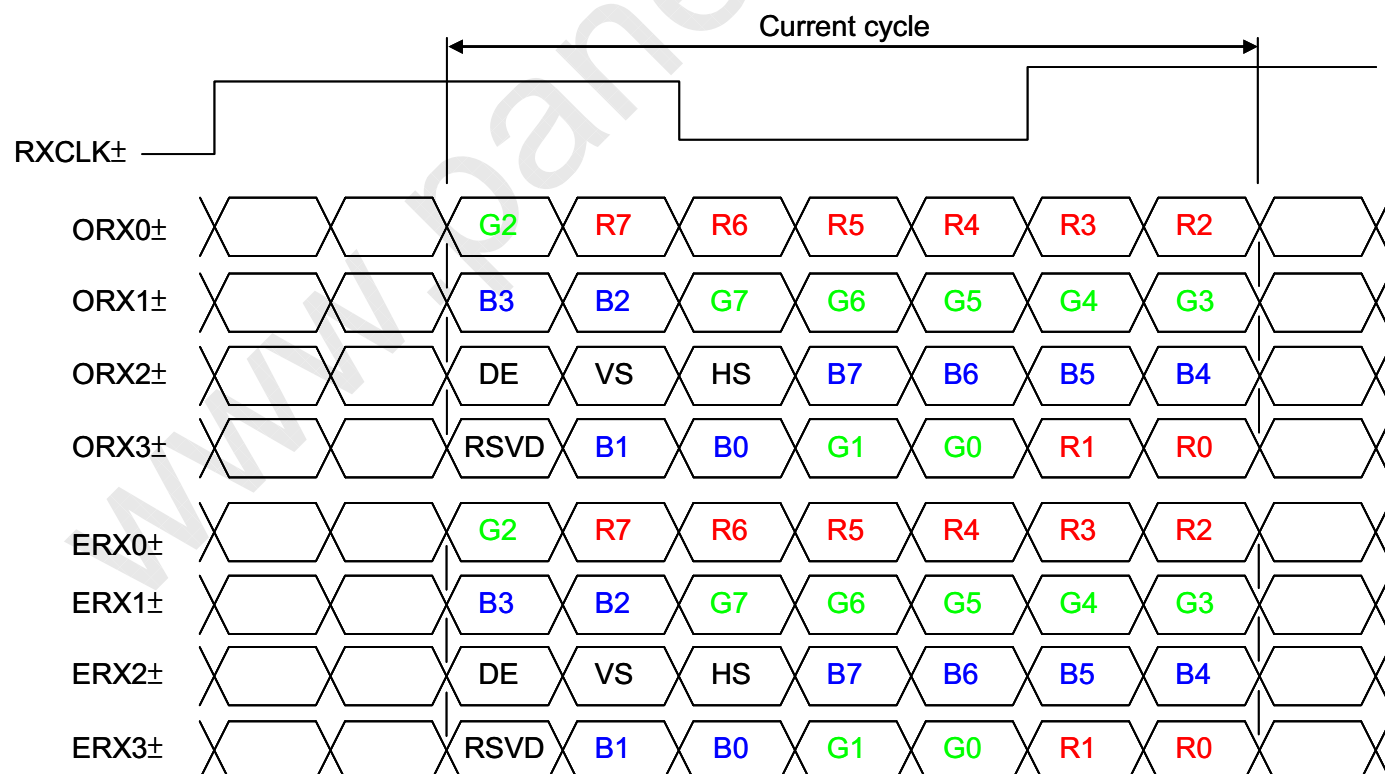 Current cycle
RXCLK±
ORX0± G2 R7 R6 R5 R4 R3 R2
ORX1± B3 B2 G7 G6 G5 G4 G3
ORX2± DE VS HS B7 B6 B5 B4
ORX3± RSVD B1 B0 G1 G0 R1 R0
ERX0± G2 R7 R6 R5 R4 R3 R2
ERX1± B3 B2 G7 G6 G5 G4 G3
ERX2± DE VS HS B7 B6 B5 B4
ERX3± RSVD B1 B0 G1 G0 R1 R0
www.pane